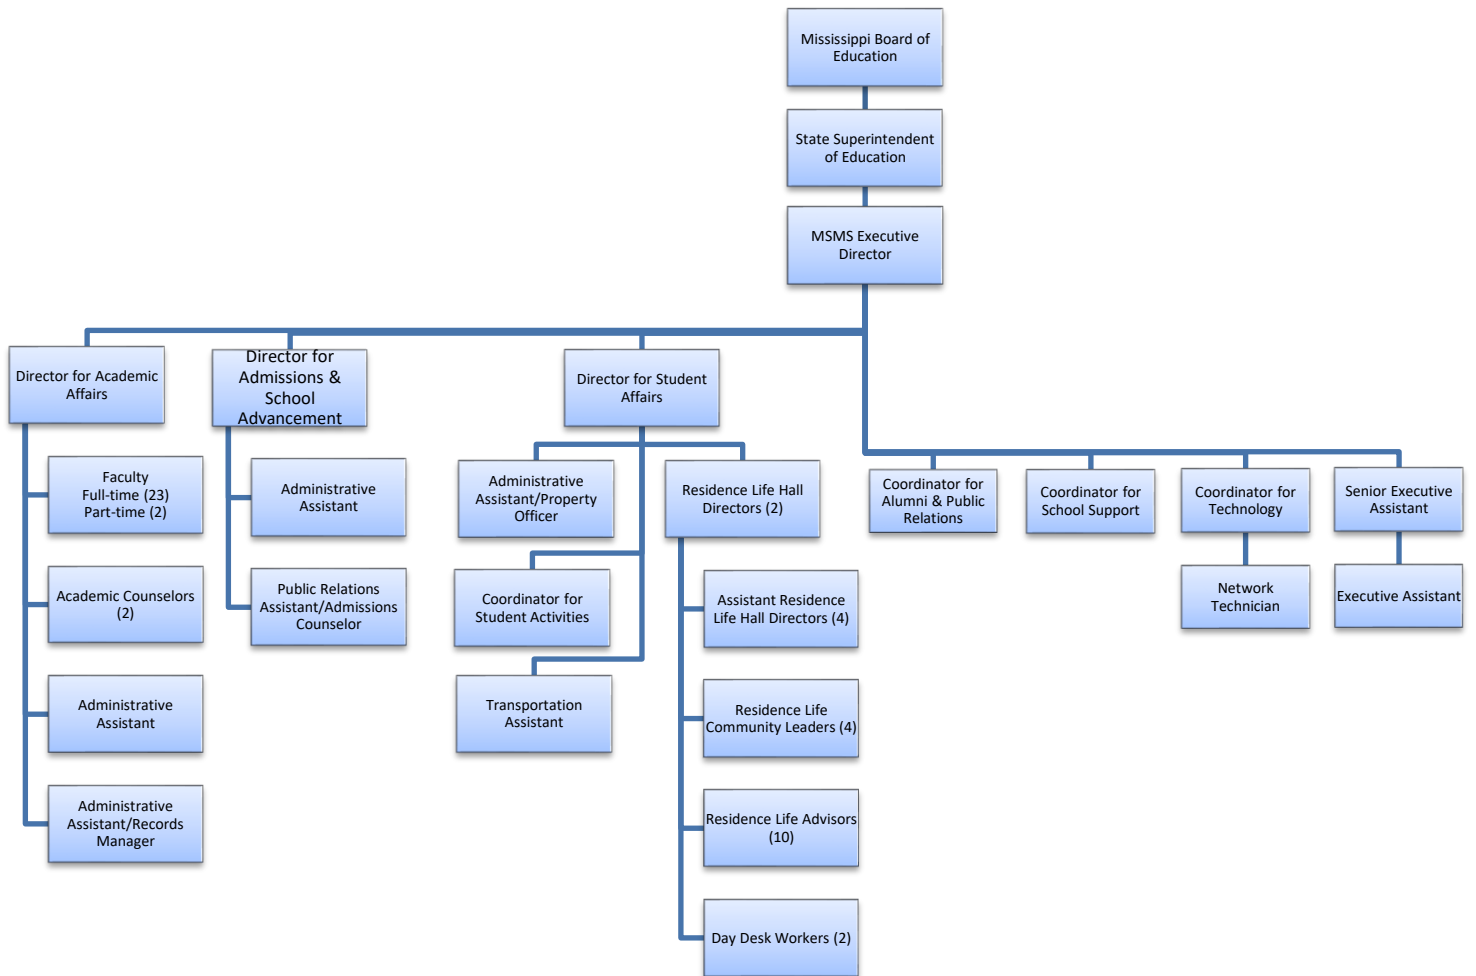 Mississippi Board of
Education
State Superintendent
of Education
MSMS Executive
Director
Director for Academic
Affairs
Director for
Admissions &
School
Advancement
Director for Student
Affairs
Faculty
Full-time (23)
Part-time (2)
Academic Counselors
(2)
Administrative
Assistant
Administrative
Assistant/Records
Manager
Administrative
Assistant
Public Relations
Assistant/Admissions
Counselor
Administrative
Assistant/Property
Officer
Coordinator for
Student Activities
Transportation
Assistant
Residence Life Hall
Directors (2)
Assistant Residence
Life Hall Directors (4)
Residence Life
Community Leaders (4)
Residence Life Advisors
(10)
Day Desk Workers (2)
Coordinator for
Alumni & Public
Relations
Coordinator for
School Support
Coordinator for
Technology
Network
Technician
Senior Executive
Assistant
Executive Assistant